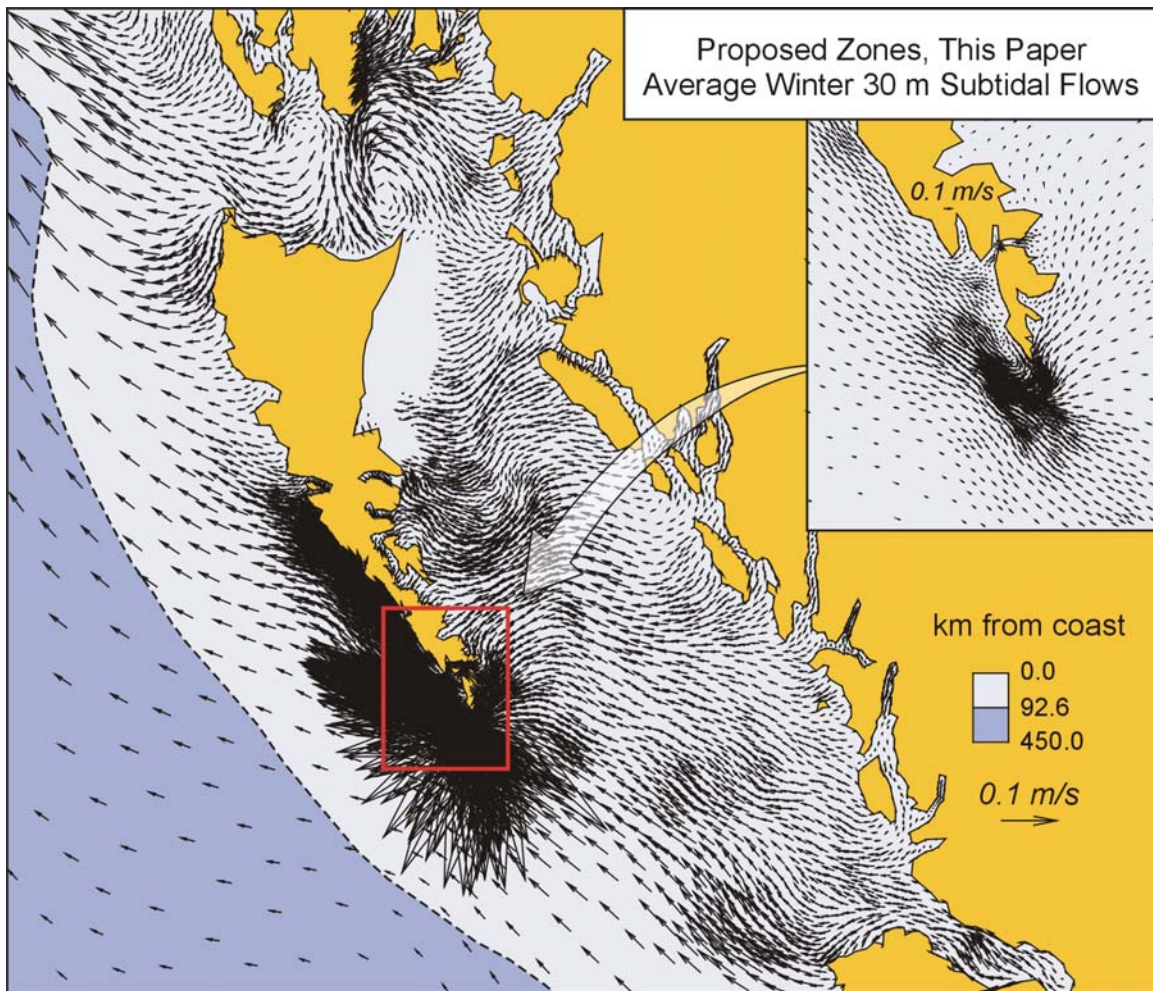 Proposed Zones, This Paper
Average Winter 30 m Subtidal Flows
0.1 m/s
km from coast
0.0
92.6
450.0
0.1 m/s